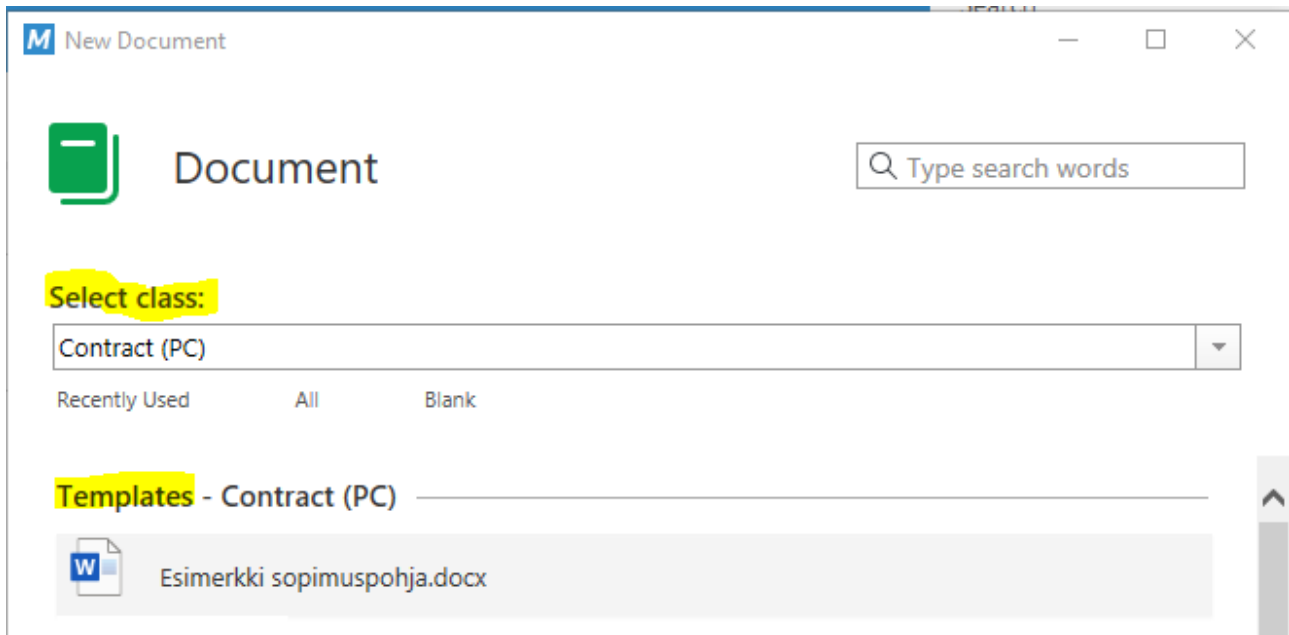 Search
M New Document
Document
Type search words
Select class:
Contract (PC)
Recently Used All Blank
Templates - Contract (PC)
W Esimerkki sopimuspohja.docx